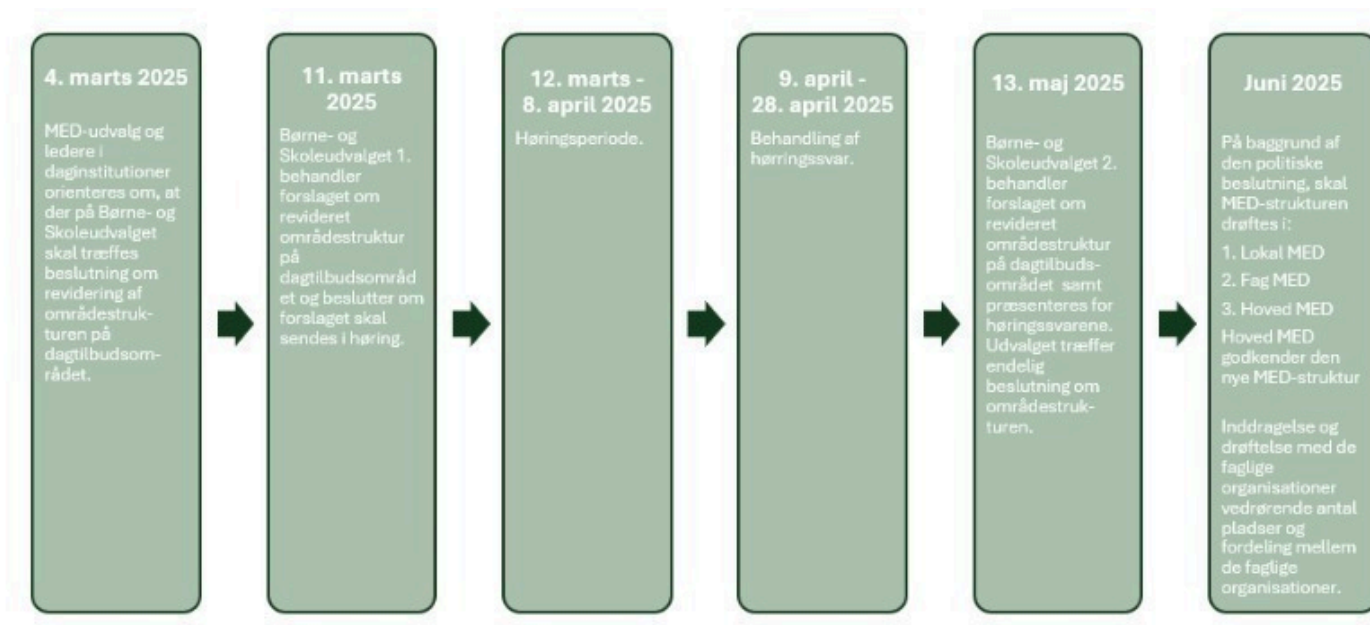 4. marts 2025
MED-udvalg og
ledere i
daginstitutioner
orienteres om, at
der på Børne- og
Skoleudvalget
skal træffes
beslutning om
revidering af
områdestruk-
turen på
dagtilbudsom-
rådet.
11. marts
2025
Børne- og
Skoleudvalget 1.
behandler
forslaget om
revideret
områdestruktur
på
dagtilbudsområd
et og beslutter om
forslaget skal
sendes i høring.
12. marts -
8. april 2025
Høringsperiode.
9. april -
28. april 2025
Behandling af
hørringssvar.
13. maj 2025
Børne- og
Skoleudvalget 2.
behandler
forslaget om
revideret
områdestruktur
på dagtilbuds-
området samt
præsenteres for
høringssvarene.
Udvalget træffer
endelig
beslutning om
områdestruk-
turen.
Juni 2025
På baggrund af
den politiske
beslutning, skal
MED-strukturen
drøftes i:
1. Lokal MED
2. Fag MED
3. Hoved MED
Hoved MED
godkender den
nye MED-struktur
Inddragelse og
drøftelse med de
faglige
organisationer
vedrørende antal
pladser og
fordeling mellem
de faglige
organisationer.